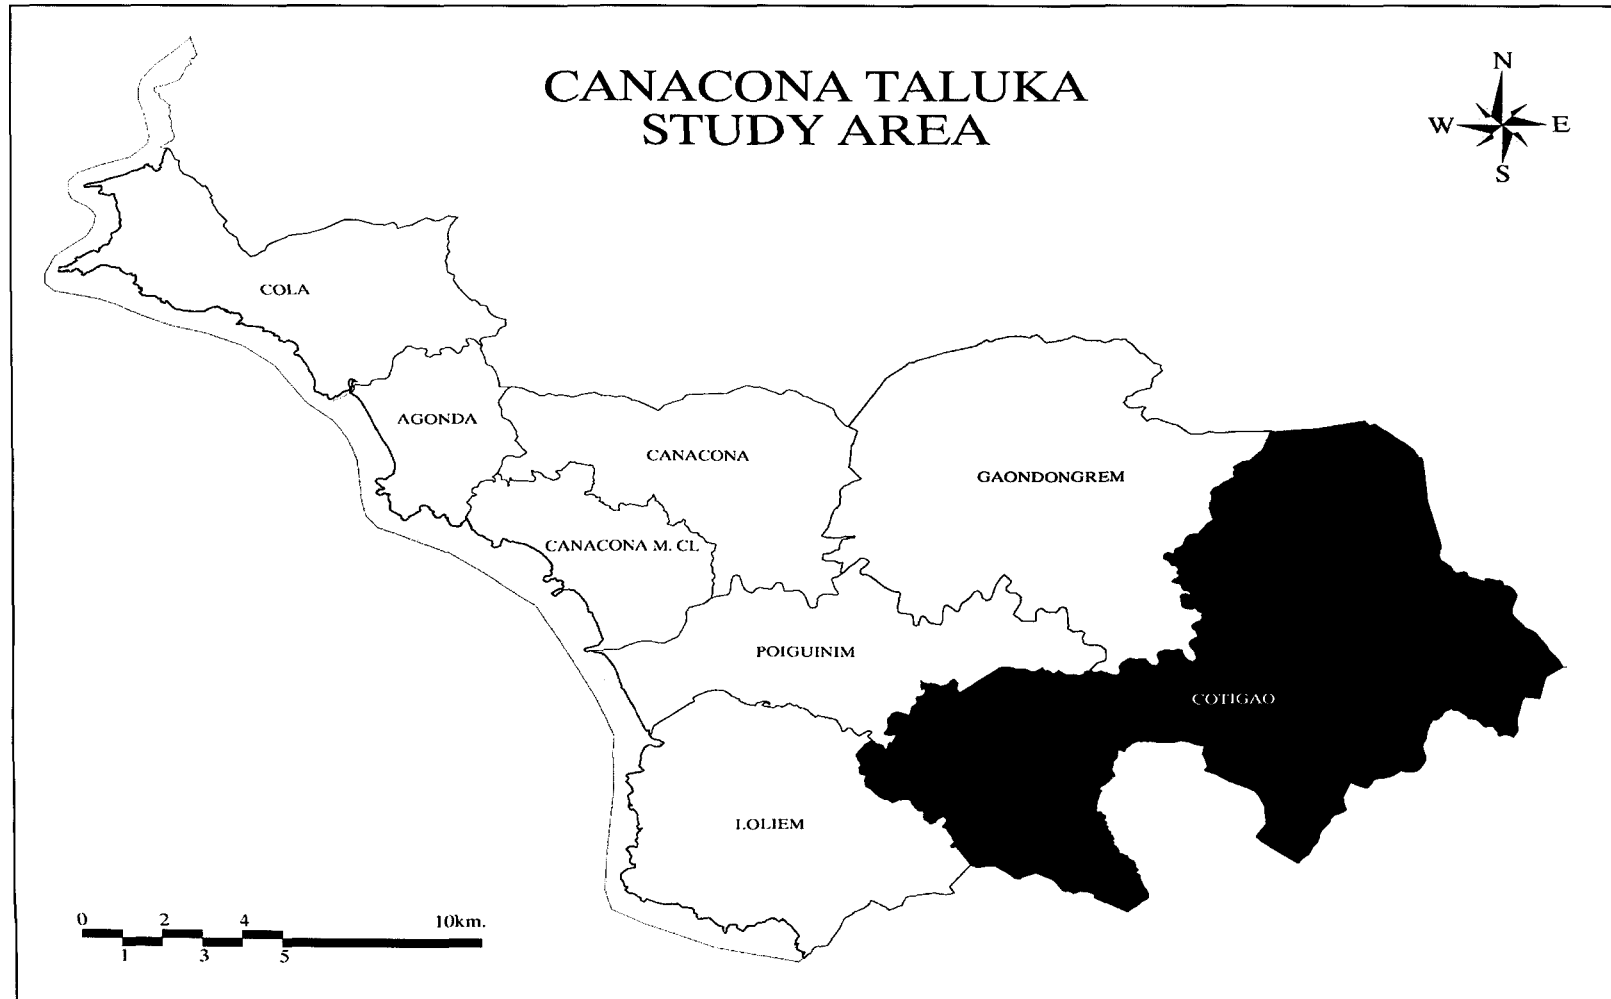 CANACONA TALUKA
STUDY AREA
N
W E
S
COLA
AGONDA
CANACONA
GAONDONGREM
CANACONA M. CL
POIGUINIM
COTIGAO
LOLIEM
0 2 4 10km.
1 3 5